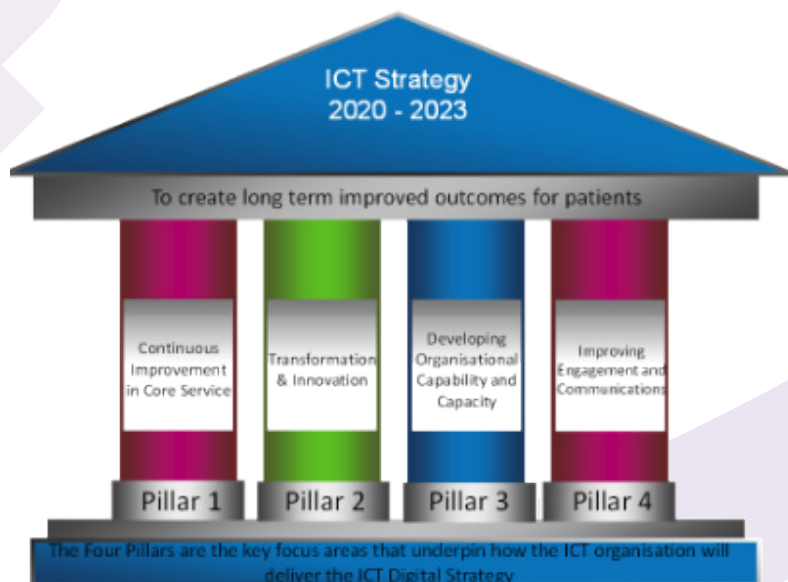 ICT Strategy
2020 - 2023
To create long term improved outcomes for patients
Continuous
Improvement
in Core Service
Transformation
& Innovation
Developing
Organisational
Capability and
Capacity
Improving
Engagement and
Communications
Pillar 1
Pillar 2
Pillar 3
Pillar 4
The Four Pillars are the key focus areas that underpin how the ICT organisation will
deliver the ICT Digital Strategy